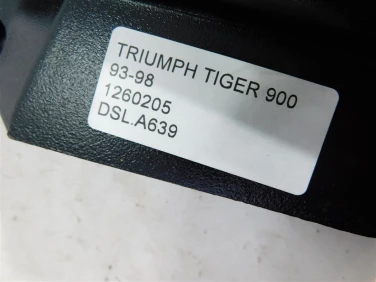 TRIUMPH TIGER 900
93-98
1260205
DSL.A639